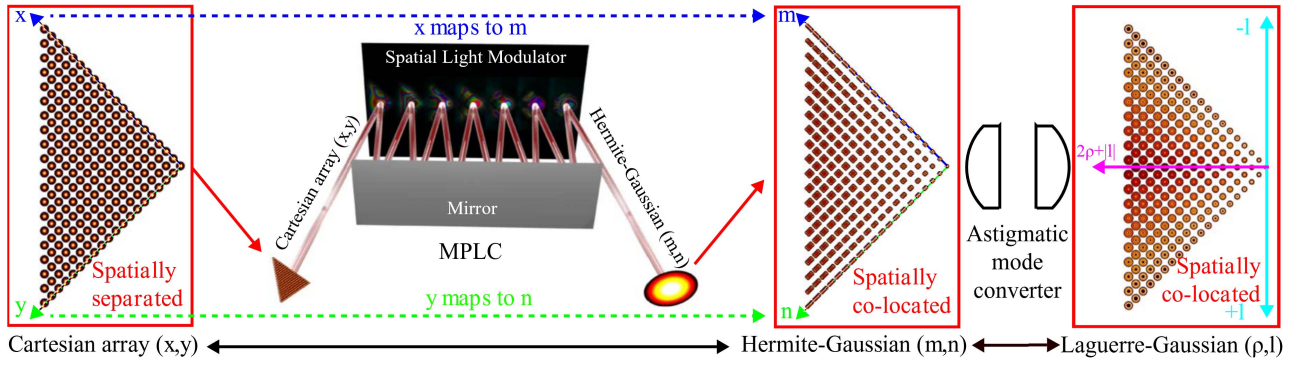 x
x maps to m
m
-l
Spatial Light Modulator
Cartesian array (x,y)
Hermite-Gaussian (m,n)
2ρ+|l|
Mirror
MPLC
Astigmatic
mode
converter
Spatially
separated
Spatially
co-located
Spatially
co-located
y
y maps to n
n
+l
Cartesian array (x,y)
Hermite-Gaussian (m,n)
Laguerre-Gaussian (ρ,l)